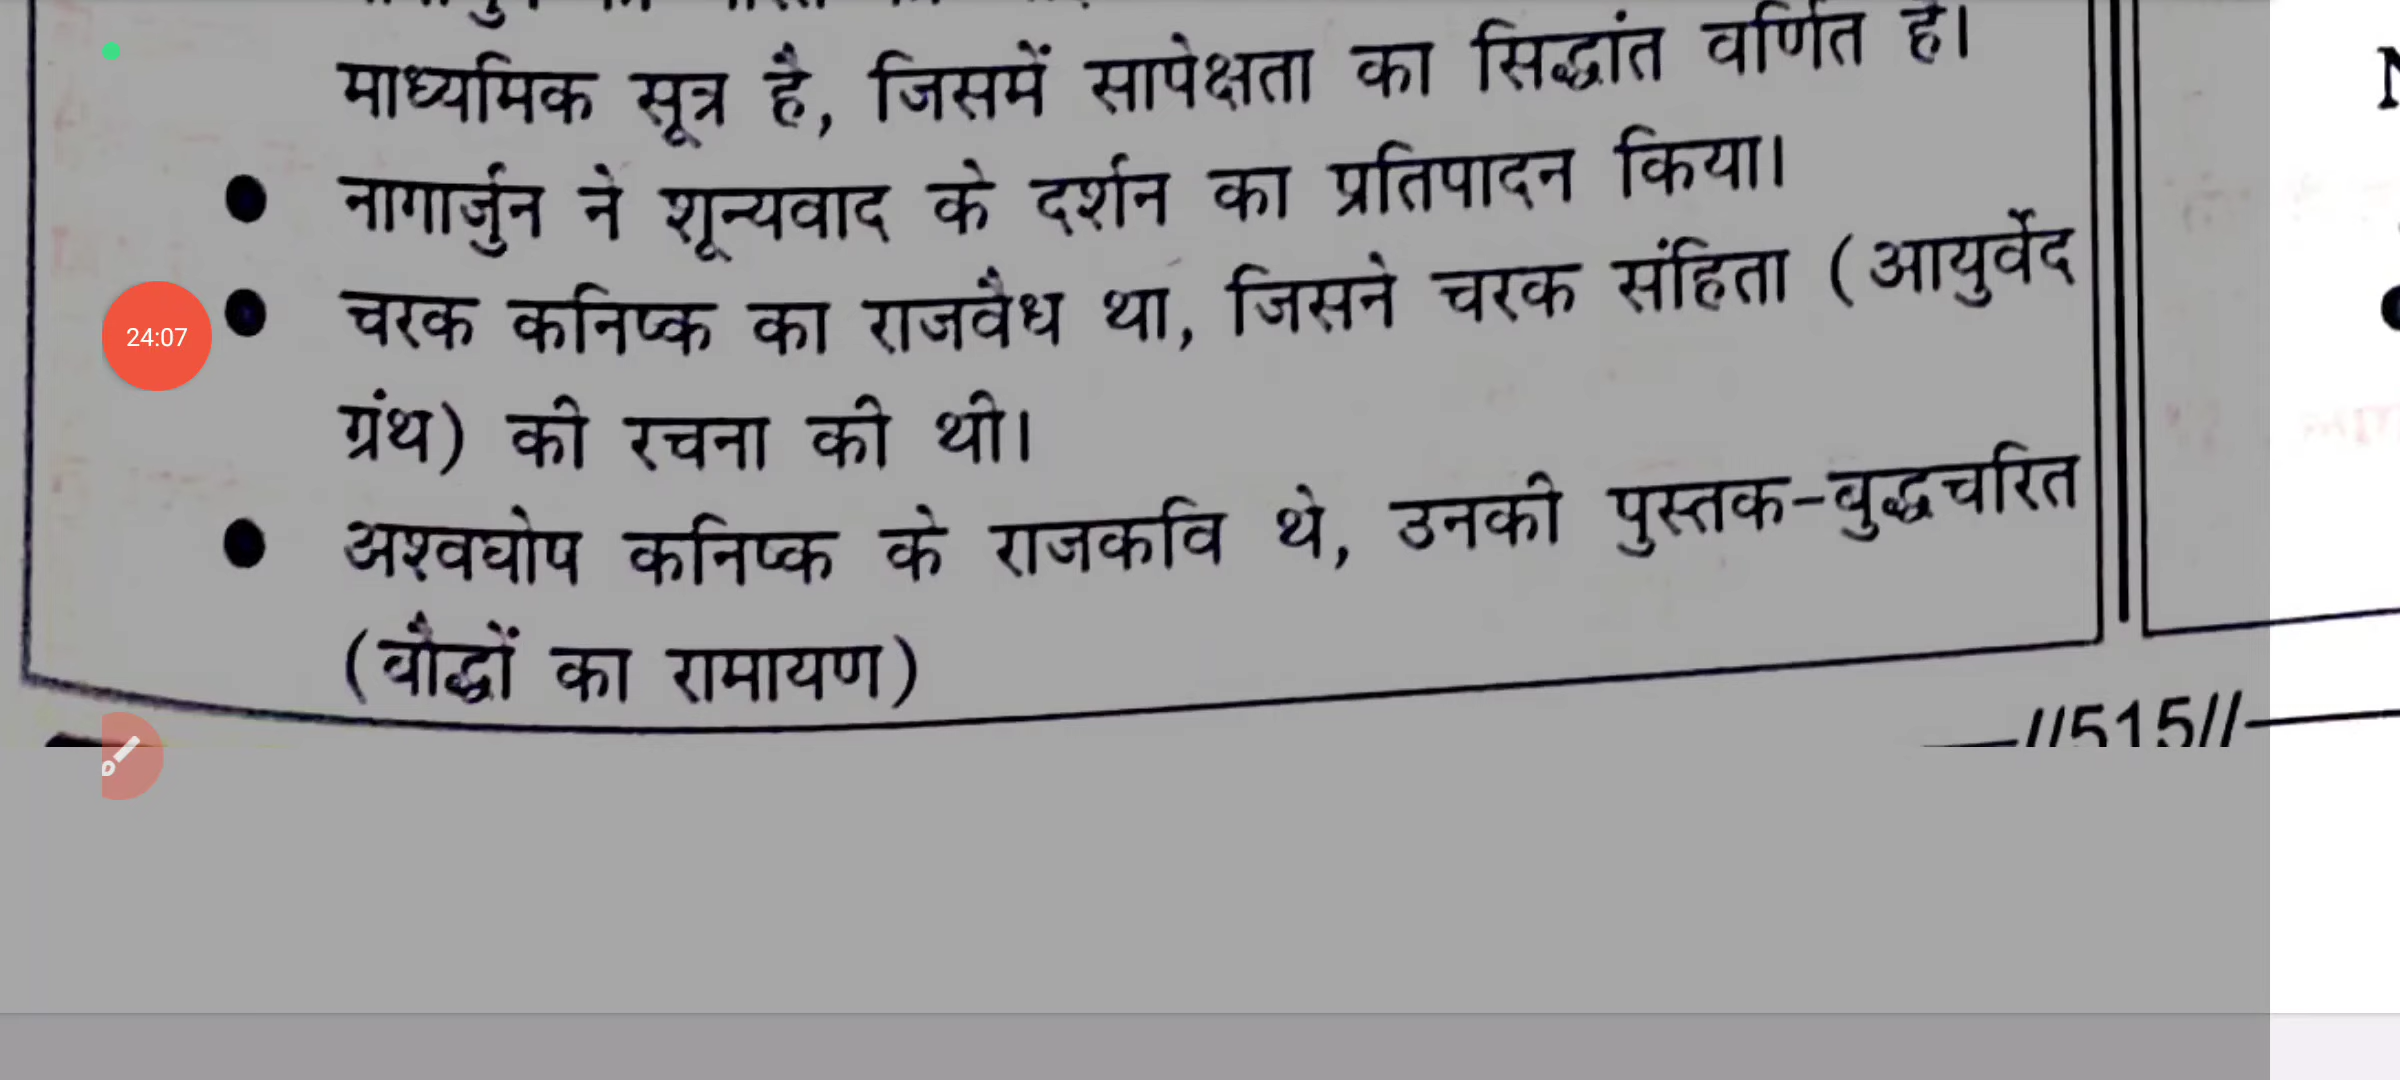 माध्यमिक सूत्र है, जिसमें सापेक्षता का सिद्धांत वर्णित है।
● नागार्जुन ने शून्यवाद के दर्शन का प्रतिपादन किया।
● चरक कनिष्क का राजवैध था, जिसने चरक संहिता (आयुर्वेद
ग्रंथ) की रचना की थी।
● अश्वघोष कनिष्क के राजकवि थे, उनकी पुस्तक-बुद्धचरित
(बौद्धों का रामायण)
24:07
//515//